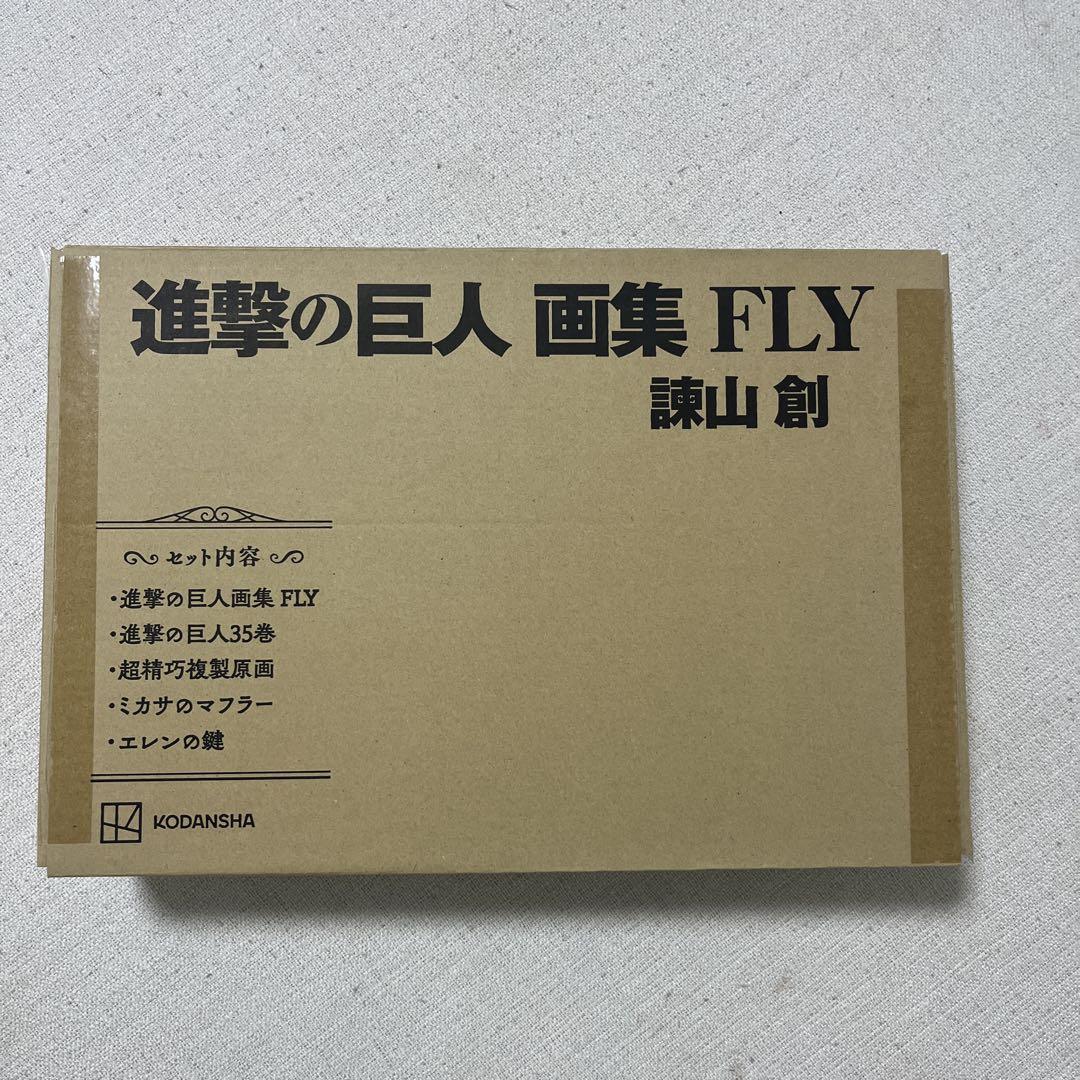 進撃の巨人 画集 FLY
諫山 創
セット内容
・進撃の巨人画集 FLY
・進撃の巨人35巻
・超精巧複製原画
・ミカサのマフラー
・エレンの鍵
KODANSHA